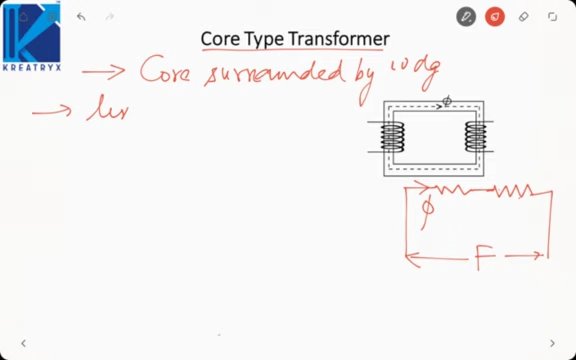 KREATRYX
Core Type Transformer
→ Core surrounded by wdg
→
Φ
Φ
F